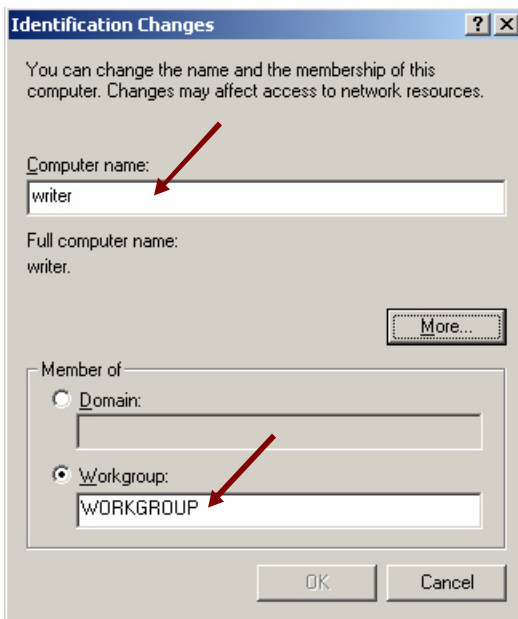 Identification Changes
You can change the name and the membership of this
computer. Changes may affect access to network resources.
Computer name:
writer
Full computer name:
writer.
More...
Member of
Domain:
Workgroup:
WORKGROUP
OK Cancel